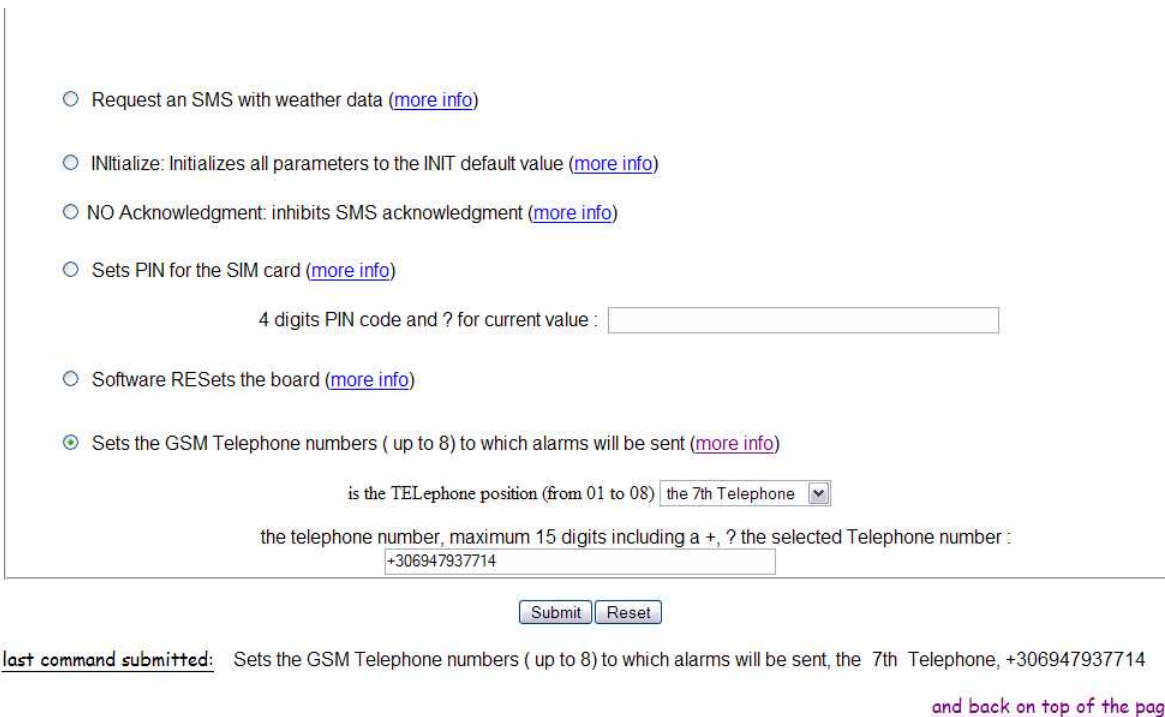 Request an SMS with weather data (more info)
INItialize: Initializes all parameters to the INIT default value (more info)
NO Acknowledgment: inhibits SMS acknowledgment (more info)
Sets PIN for the SIM card (more info)
4 digits PIN code and ? for current value :
Software RESets the board (more info)
Sets the GSM Telephone numbers ( up to 8) to which alarms will be sent (more info)
is the TELephone position (from 01 to 08) the 7th Telephone
the telephone number, maximum 15 digits including a +, ? the selected Telephone number :
+306947937714
Submit Reset
last command submitted: Sets the GSM Telephone numbers ( up to 8) to which alarms will be sent, the 7th Telephone, +306947937714
and back on top of the pag